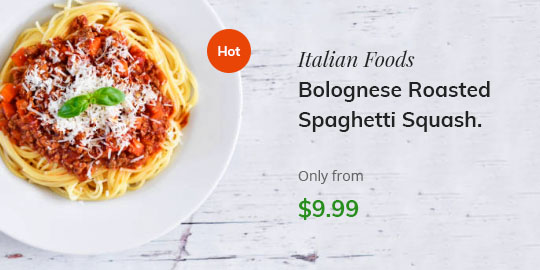 Hot
Italian Foods
Bolognese Roasted
Spaghetti Squash.
Only from
$9.99